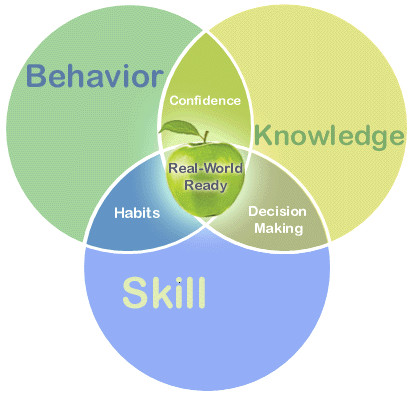 Behavior
Confidence
Knowledge
Real-World
Ready
Habits
Decision
Making
Skill